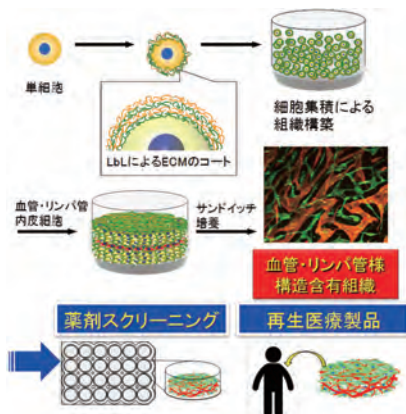 単細胞
LbLによるECMのコート
細胞集積による
組織構築
血管・リンパ管
内皮細胞
サンドイッチ
培養
血管・リンパ管様
構造含有組織
薬剤スクリーニング
再生医療製品